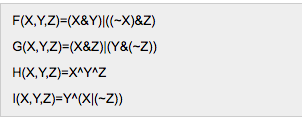 F(X,Y,Z)=(X&Y)|((~X)&Z)
G(X,Y,Z)=(X&Z)|(Y&(~Z))
H(X,Y,Z)=X^Y^Z
I(X,Y,Z)=Y^(X|(~Z))